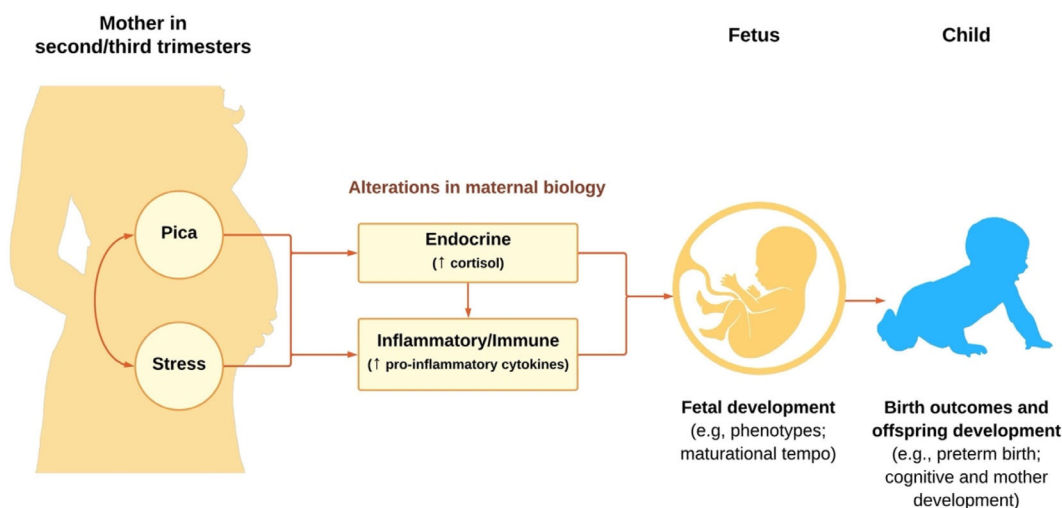 Mother in
second/third trimesters
Fetus
Child
Alterations in maternal biology
Pica
Stress
Endocrine
(↑ cortisol)
Inflammatory/Immune
(↑ pro-inflammatory cytokines)
Fetal development
(e.g, phenotypes;
maturational tempo)
Birth outcomes and
offspring development
(e.g., preterm birth;
cognitive and mother
development)